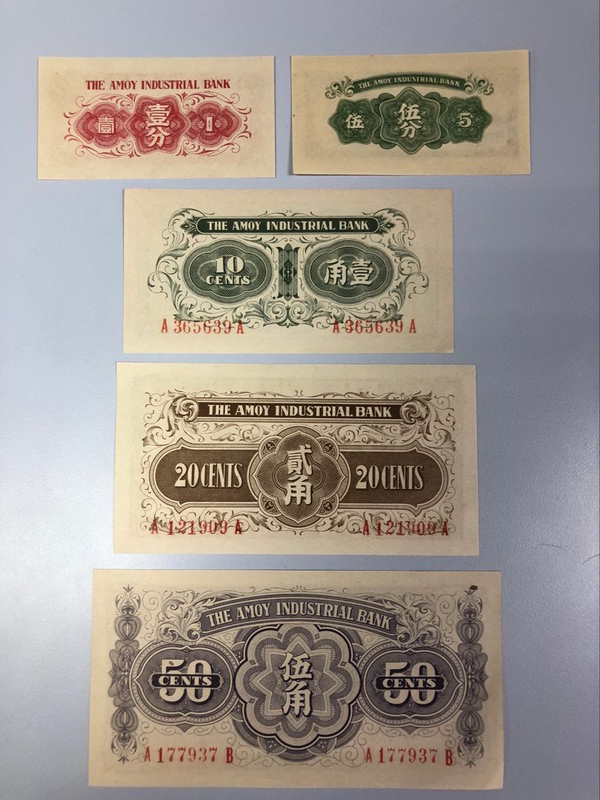 THE AMOY INDUSTRIAL BANK
壹 壹分 1
THE AMOY INDUSTRIAL BANK
伍 伍分 5
THE AMOY INDUSTRIAL BANK
10 CENTS
角壹
A 365639 A A 365639 A
THE AMOY INDUSTRIAL BANK
20 CENTS 貳角 20 CENTS
A 121909 A A 121909 A
THE AMOY INDUSTRIAL BANK
50 CENTS 伍角 50 CENTS
A 177937 B A 177937 B